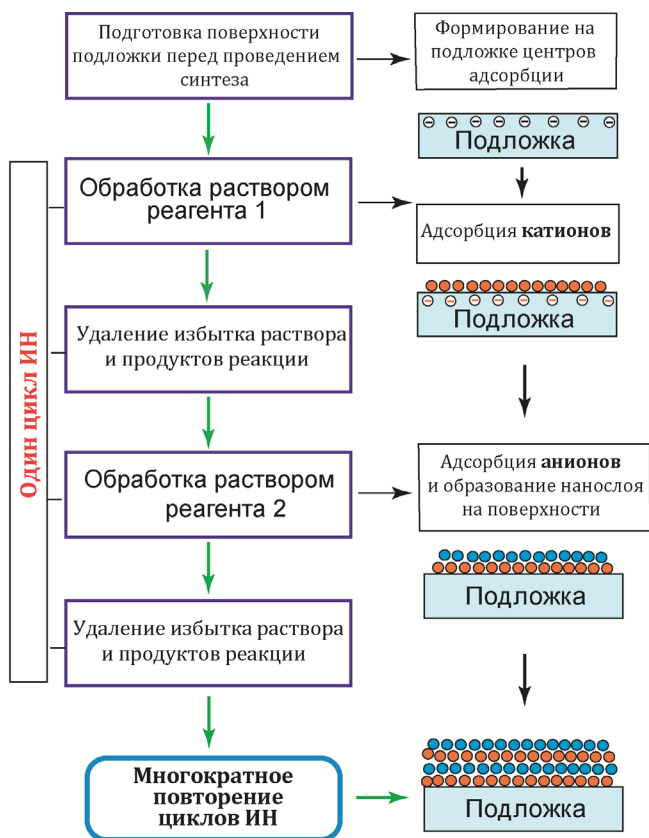 Подготовка поверхности
подложки перед проведением
синтеза
Формирование на
подложке центров
адсорбции
Подложка
Один цикл ИН
Обработка раствором
реагента 1
Адсорбция катионов
Подложка
Удаление избытка раствора
и продуктов реакции
Обработка раствором
реагента 2
Адсорбция анионов
и образование нанослоя
на поверхности
Подложка
Удаление избытка раствора
и продуктов реакции
Многократное
повторение
циклов ИН
Подложка